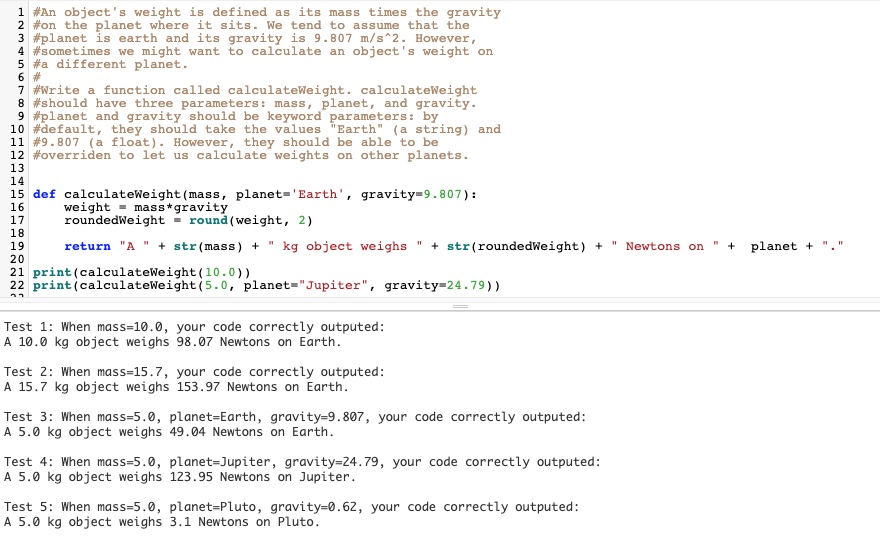 1 #An object's weight is defined as its mass times the gravity
2 #on the planet where it sits. We tend to assume that the
3 #planet is earth and its gravity is 9.807 m/s^2. However,
4 #sometimes we might want to calculate an object's weight on
5 #a different planet.
6 #
7 #Write a function called calculateWeight. calculateWeight
8 #should have three parameters: mass, planet, and gravity.
9 #planet and gravity should be keyword parameters: by
10 #default, they should take the values "Earth" (a string) and
11 #9.807 (a float). However, they should be able to be
12 #overriden to let us calculate weights on other planets.
13
14
15 def calculateWeight(mass, planet='Earth', gravity=9.807):
16     weight = mass*gravity
17     roundedWeight = round(weight, 2)
18
19     return "A " + str(mass) + " kg object weighs " + str(roundedWeight) + " Newtons on " +  planet + "."
20
21 print(calculateWeight(10.0))
22 print(calculateWeight(5.0, planet="Jupiter", gravity=24.79))
23
Test 1: When mass=10.0, your code correctly outputed:
A 10.0 kg object weighs 98.07 Newtons on Earth.
Test 2: When mass=15.7, your code correctly outputed:
A 15.7 kg object weighs 153.97 Newtons on Earth.
Test 3: When mass=5.0, planet=Earth, gravity=9.807, your code correctly outputed:
A 5.0 kg object weighs 49.04 Newtons on Earth.
Test 4: When mass=5.0, planet=Jupiter, gravity=24.79, your code correctly outputed:
A 5.0 kg object weighs 123.95 Newtons on Jupiter.
Test 5: When mass=5.0, planet=Pluto, gravity=0.62, your code correctly outputed:
A 5.0 kg object weighs 3.1 Newtons on Pluto.